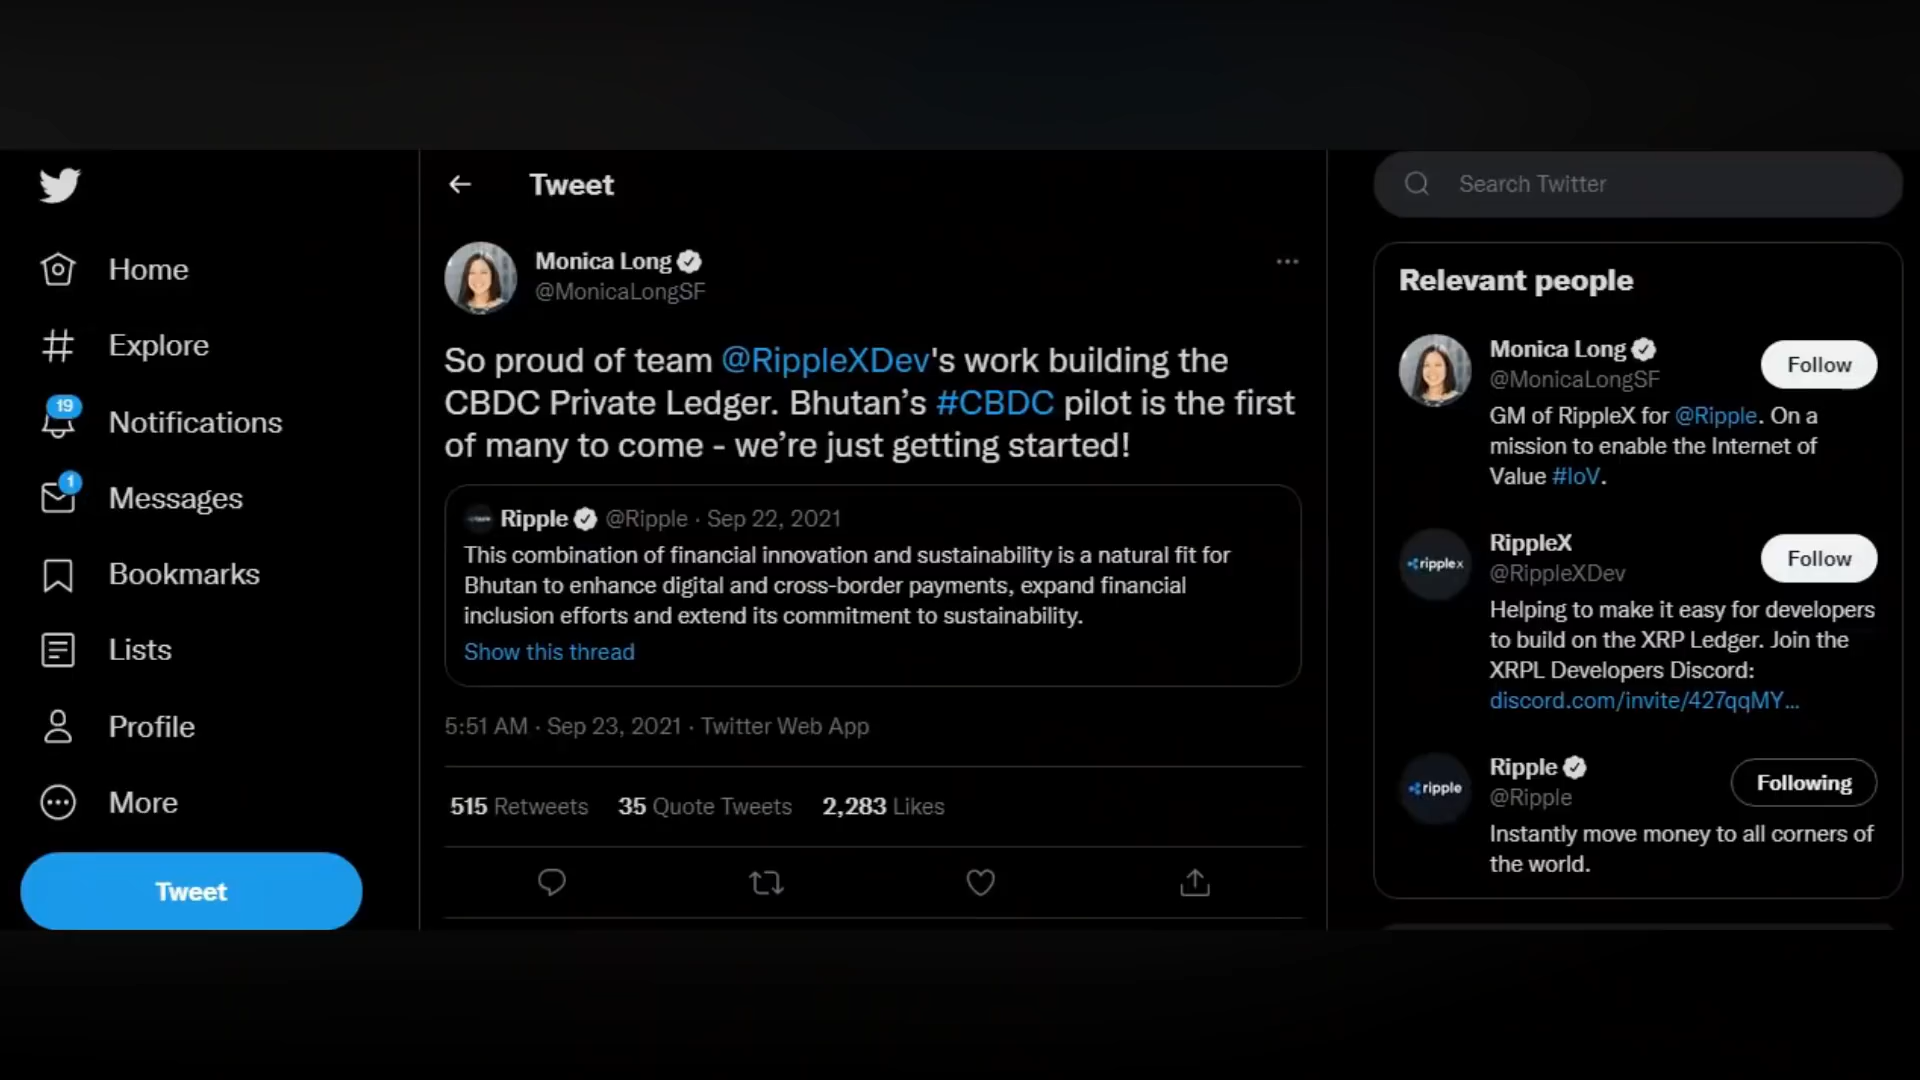 Home
Explore
19
Notifications
1
Messages
Bookmarks
Lists
Profile
More
Tweet
Tweet
Monica Long
@MonicaLongSF
So proud of team @RippleXDev's work building the
CBDC Private Ledger. Bhutan’s #CBDC pilot is the first
of many to come - we’re just getting started!
Ripple @Ripple · Sep 22, 2021
This combination of financial innovation and sustainability is a natural fit for
Bhutan to enhance digital and cross-border payments, expand financial
inclusion efforts and extend its commitment to sustainability.
Show this thread
5:51 AM · Sep 23, 2021 · Twitter Web App
515 Retweets 35 Quote Tweets 2,283 Likes
Search Twitter
Relevant people
Monica Long
@MonicaLongSF
Follow
GM of RippleX for @Ripple. On a
mission to enable the Internet of
Value #IoV.
ripplex
RippleX
@RippleXDev
Follow
Helping to make it easy for developers
to build on the XRP Ledger. Join the
XRPL Developers Discord:
discord.com/invite/427qqMY...
ripple
Ripple
@Ripple
Following
Instantly move money to all corners of
the world.